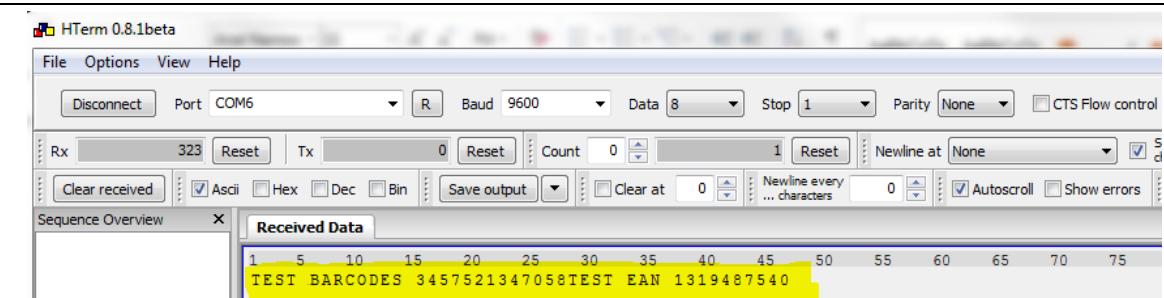 HTerm 0.8.1beta
File Options View Help
Disconnect Port COM6 R Baud 9600 Data 8 Stop 1 Parity None CTS Flow control
Rx 323 Reset Tx 0 Reset Count 0 1 Reset Newline at None
Clear received Ascii Hex Dec Bin Save output Clear at 0 Newline every ... characters 0 Autoscroll Show errors
Sequence Overview X Received Data
1 5 10 15 20 25 30 35 40 45 50 55 60 65 70 75
TEST BARCODES 3457521347058TEST EAN 1319487540